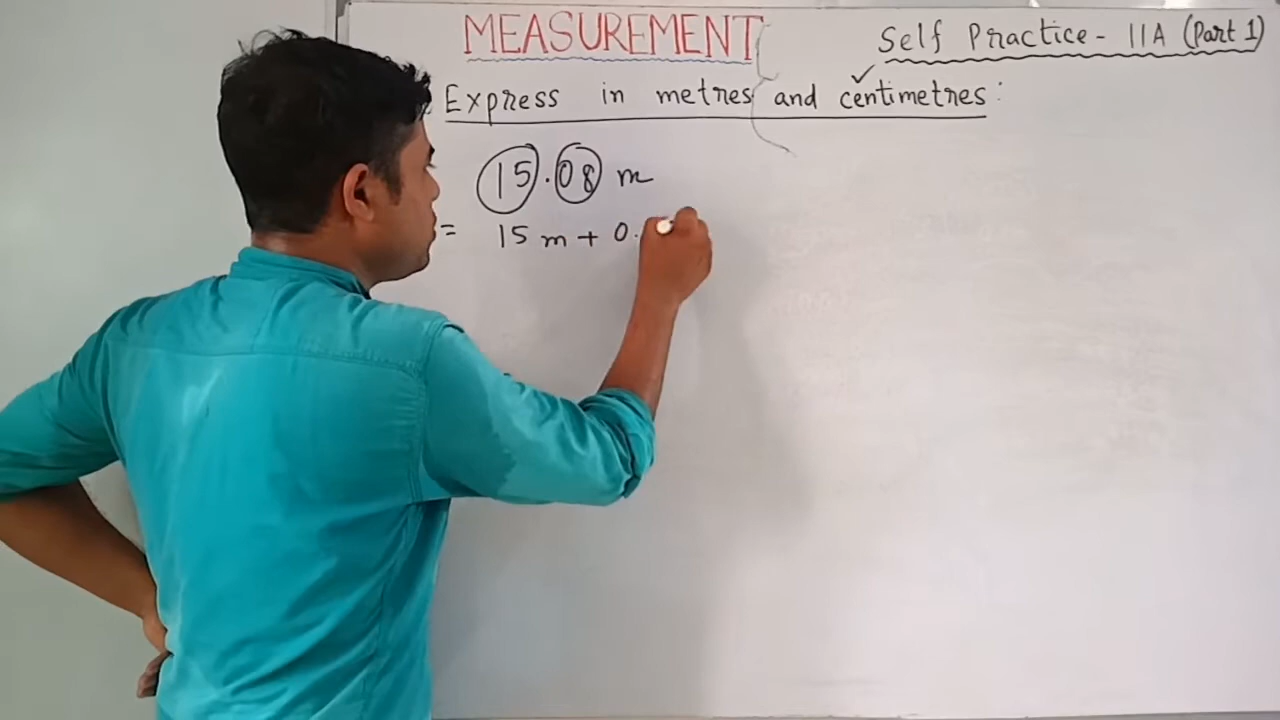 MEASUREMENT
Self Practice - 11A (Part 1)
Express in metres and centimetres:
15.08 m
= 15 m + 0.